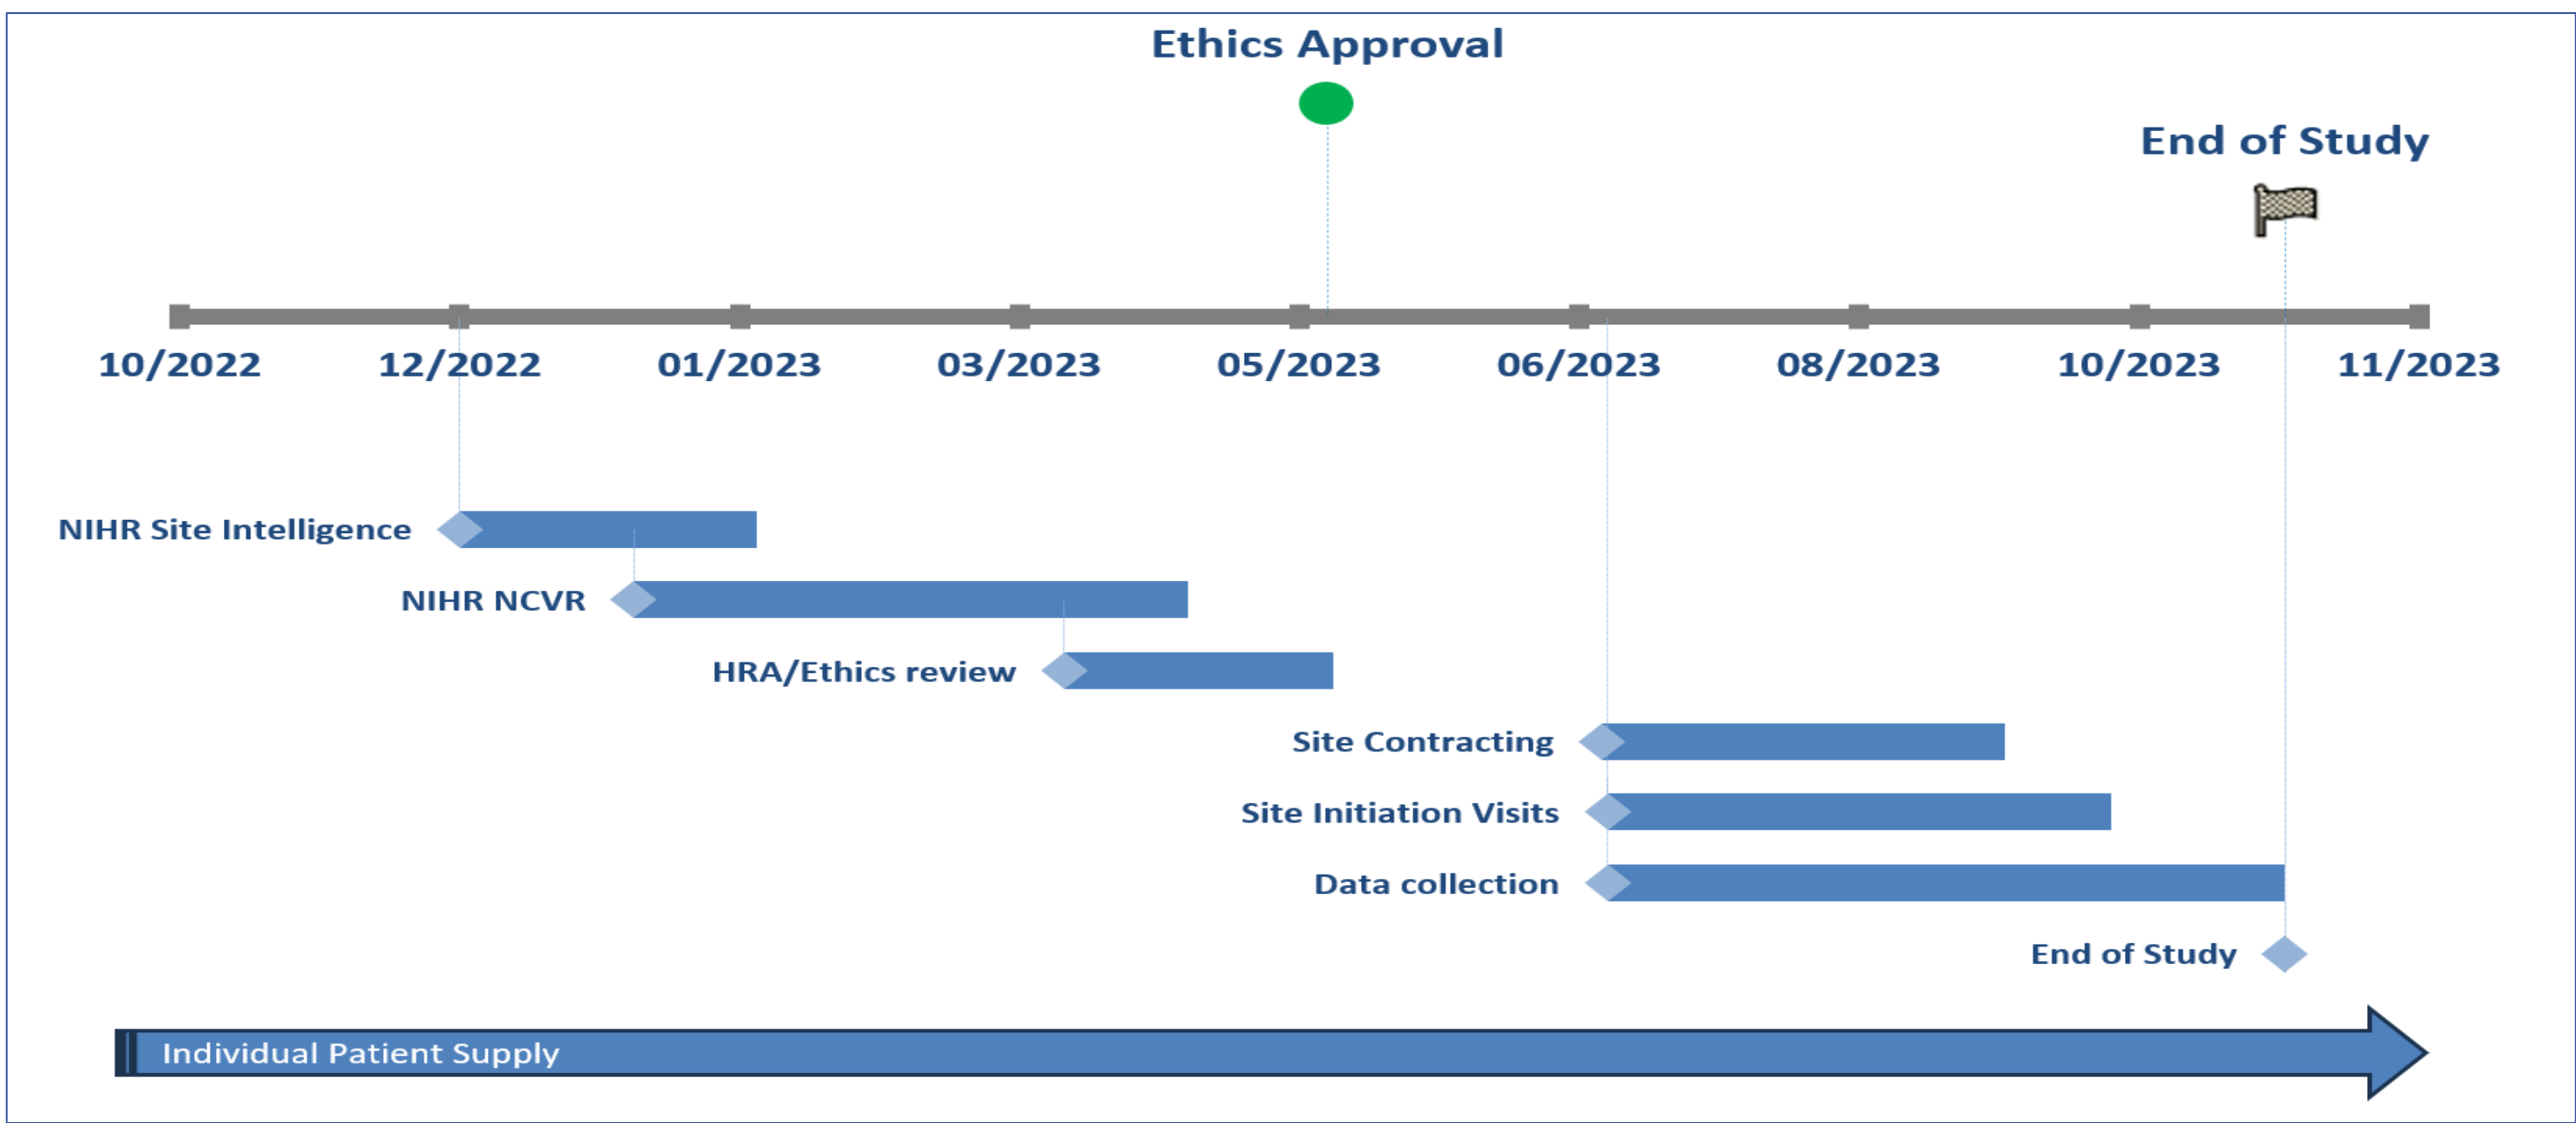 Ethics Approval
End of Study
10/2022 12/2022 01/2023 03/2023 05/2023 06/2023 08/2023 10/2023 11/2023
NIHR Site Intelligence
NIHR NCVR
HRA/Ethics review
Site Contracting
Site Initiation Visits
Data collection
End of Study
Individual Patient Supply